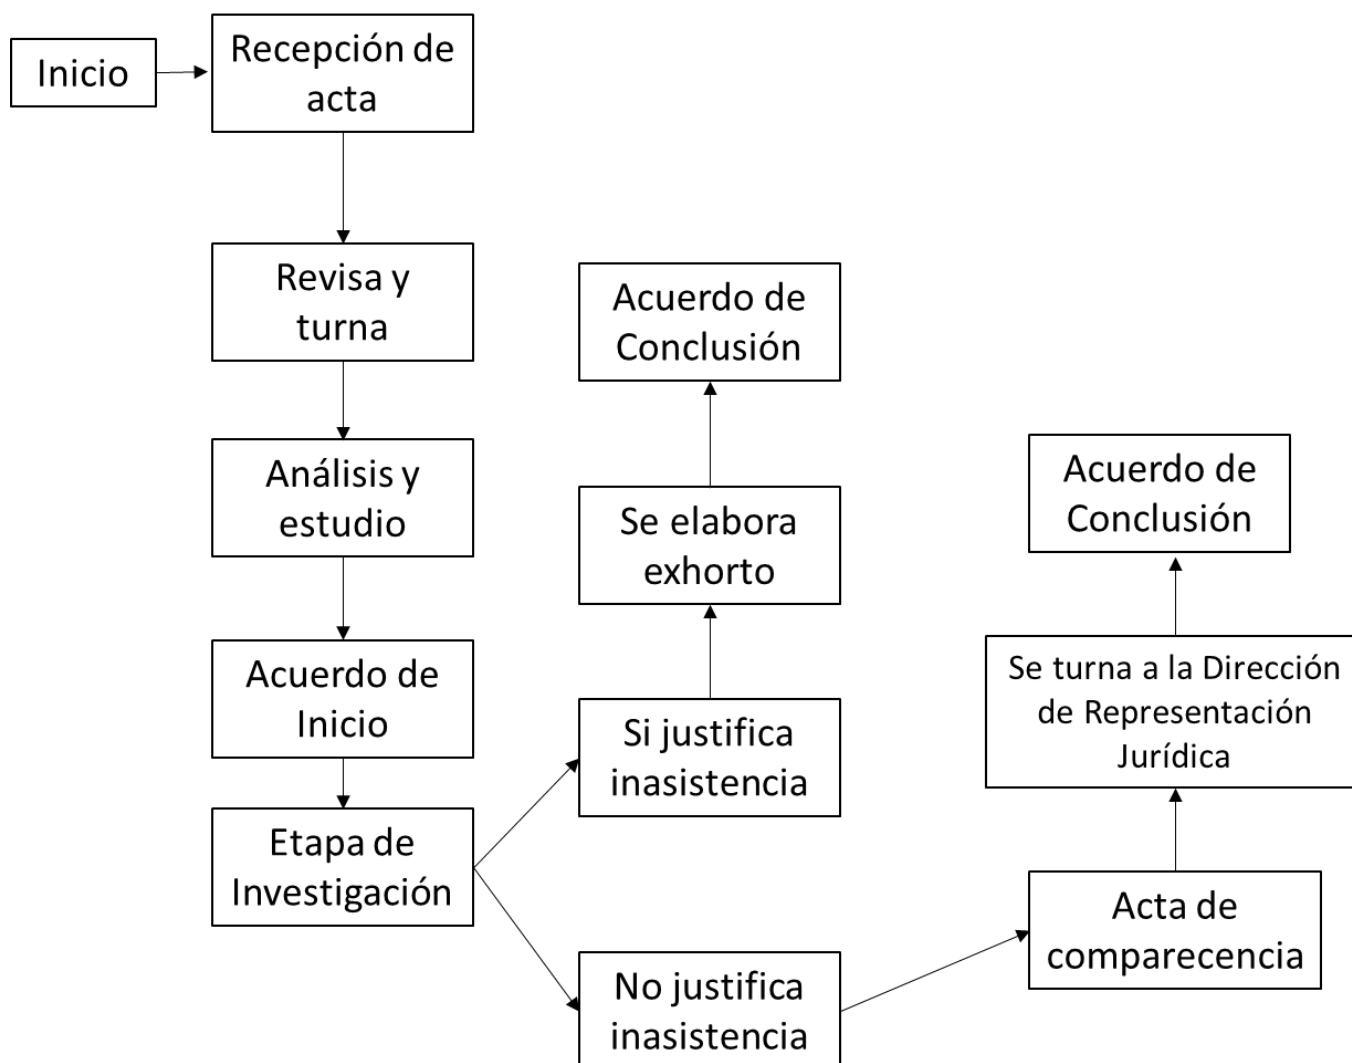 Inicio
Recepción de
acta
Revisa y
turna
Análisis y
estudio
Acuerdo de
Inicio
Etapa de
Investigación
Si justifica
inasistencia
Se elabora
exhorto
Acuerdo de
Conclusión
No justifica
inasistencia
Acta de
comparecencia
Se turna a la Dirección
de Representación
Jurídica
Acuerdo de
Conclusión